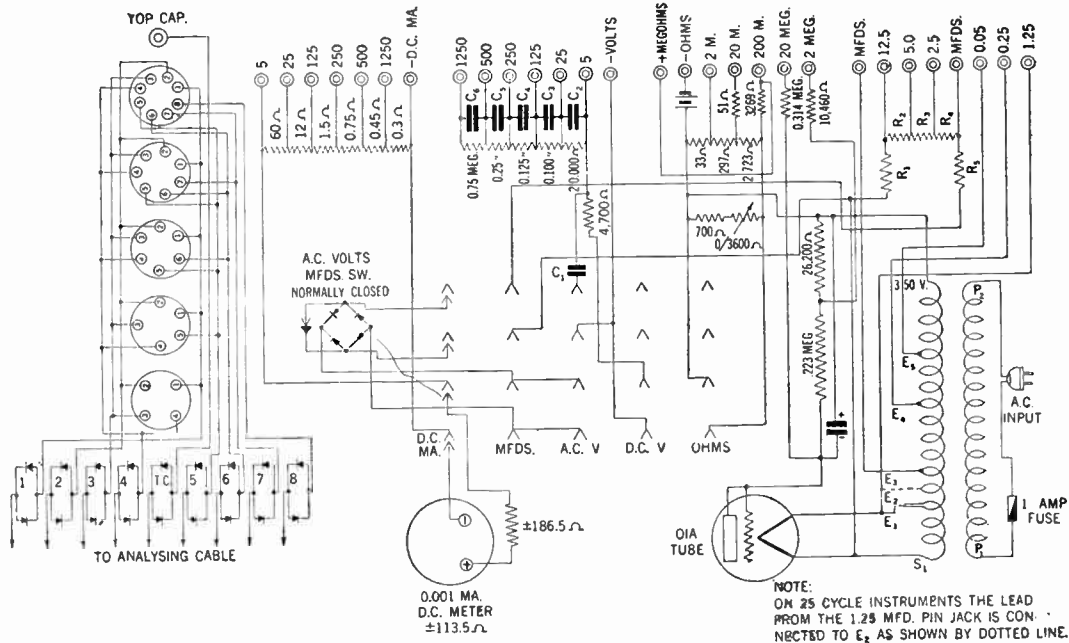 TOP CAP.
5
25
125
250
500
1250
-D.C. MA.
60Ω
12Ω
1.5Ω
0.75Ω
0.45Ω
0.3Ω
1250
500
250
125
25
5
-VOLTS
C6
C5
C4
C3
C2
0.75 MEG.
0.25 "
0.125 "
0.100 "
20,000Ω
4,700Ω
C1
+MEGOHMS
-OHMS
2 M.
20 M.
200 M.
20 MEG.
2 MEG.
51Ω
3269Ω
0.314 MEG.
10,460Ω
33Ω
297Ω
2723Ω
700Ω
0/3600Ω
26,200Ω
.223 MEG
MFDS.
12.5
5.0
2.5
MFDS.
0.05
0.25
1.25
R2
R3
R4
R5
350 V.
P2
E5
E4
E3
E2
E1
S1
P1
A.C.
INPUT
1 AMP
FUSE
A.C. VOLTS
MFDS. SW.
NORMALLY CLOSED
D.C.
MA.
MFDS.
A.C. V
D.C. V
OHMS
1
2
3
4
T.C.
5
6
7
8
TO ANALYSING CABLE
±186.5Ω
0.001 MA.
D.C. METER
±113.5Ω
OIA
TUBE
NOTE:
ON 25 CYCLE INSTRUMENTS THE LEAD
FROM THE 1.25 MFD. PIN JACK IS CON-
NECTED TO E2 AS SHOWN BY DOTTED LINE.